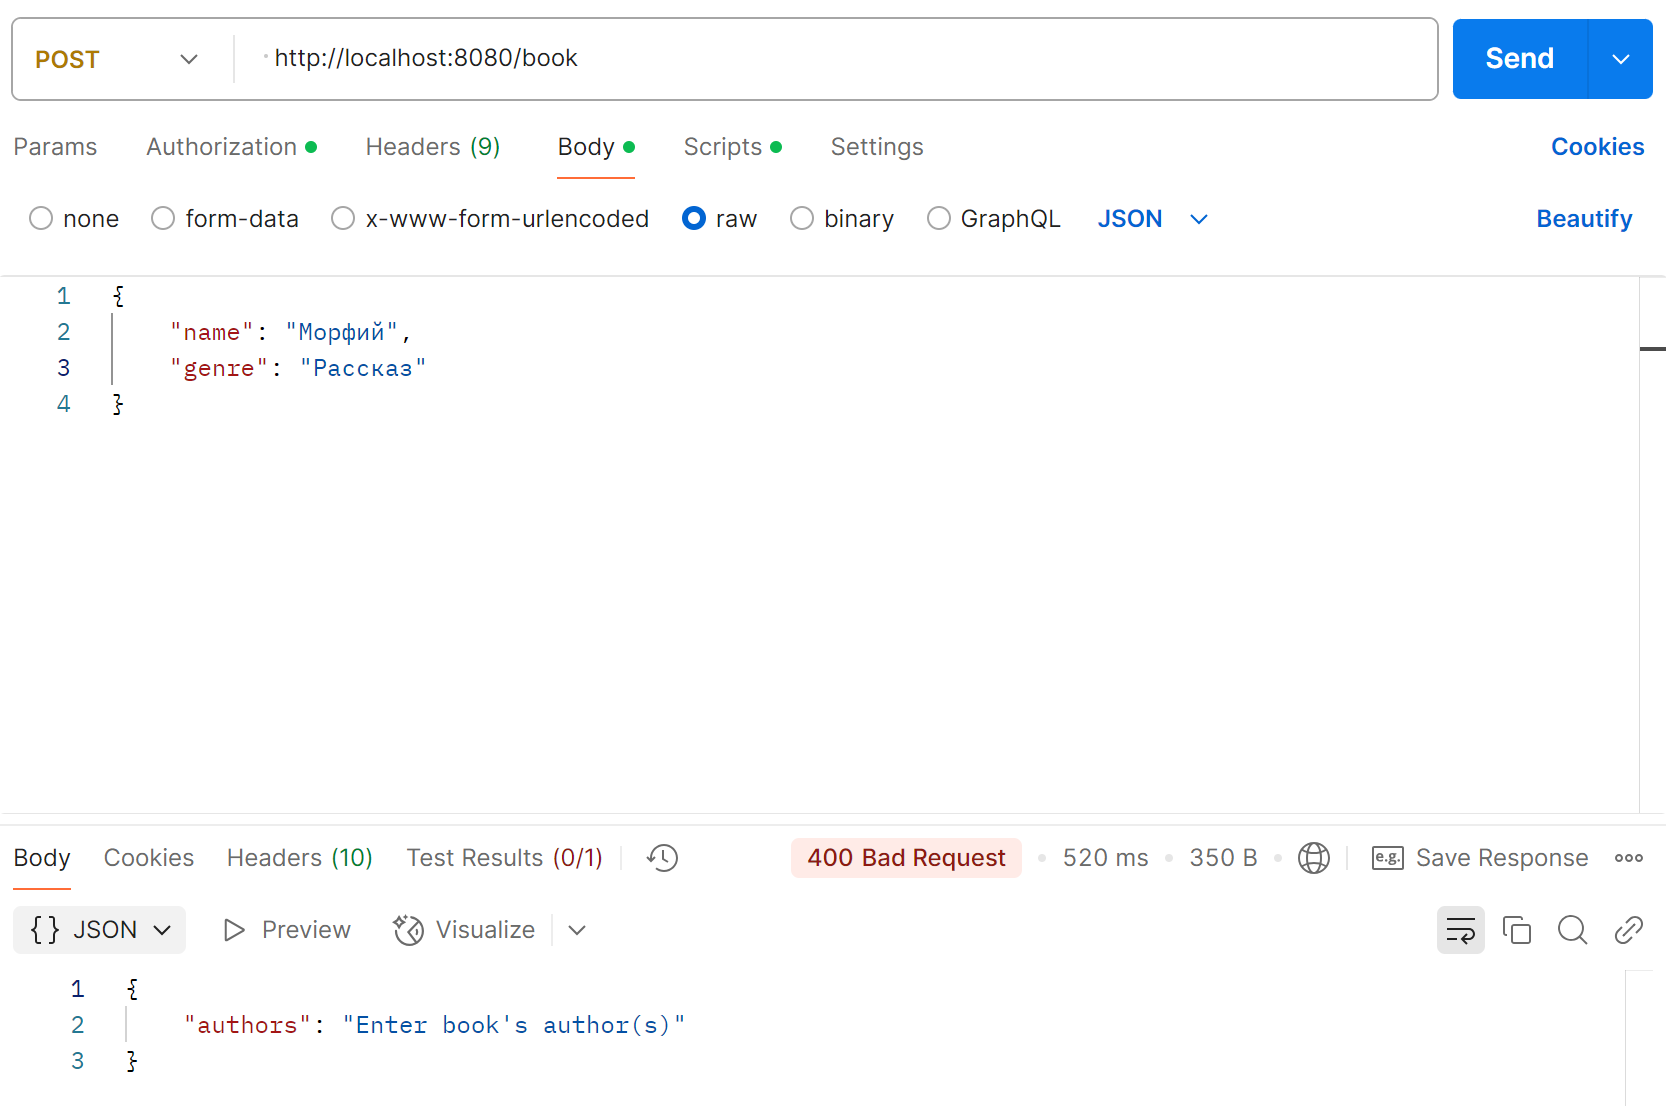 POST http://localhost:8080/book Send
Params Authorization Headers (9) Body Scripts Settings Cookies
none form-data x-www-form-urlencoded raw binary GraphQL JSON Beautify
1 {
2 "name": "Морфий",
3 "genre": "Рассказ"
4 }
Body Cookies Headers (10) Test Results (0/1) 400 Bad Request 520 ms 350 B e.g. Save Response
{} JSON Preview Visualize
1 {
2 "authors": "Enter book's author(s)"
3 }